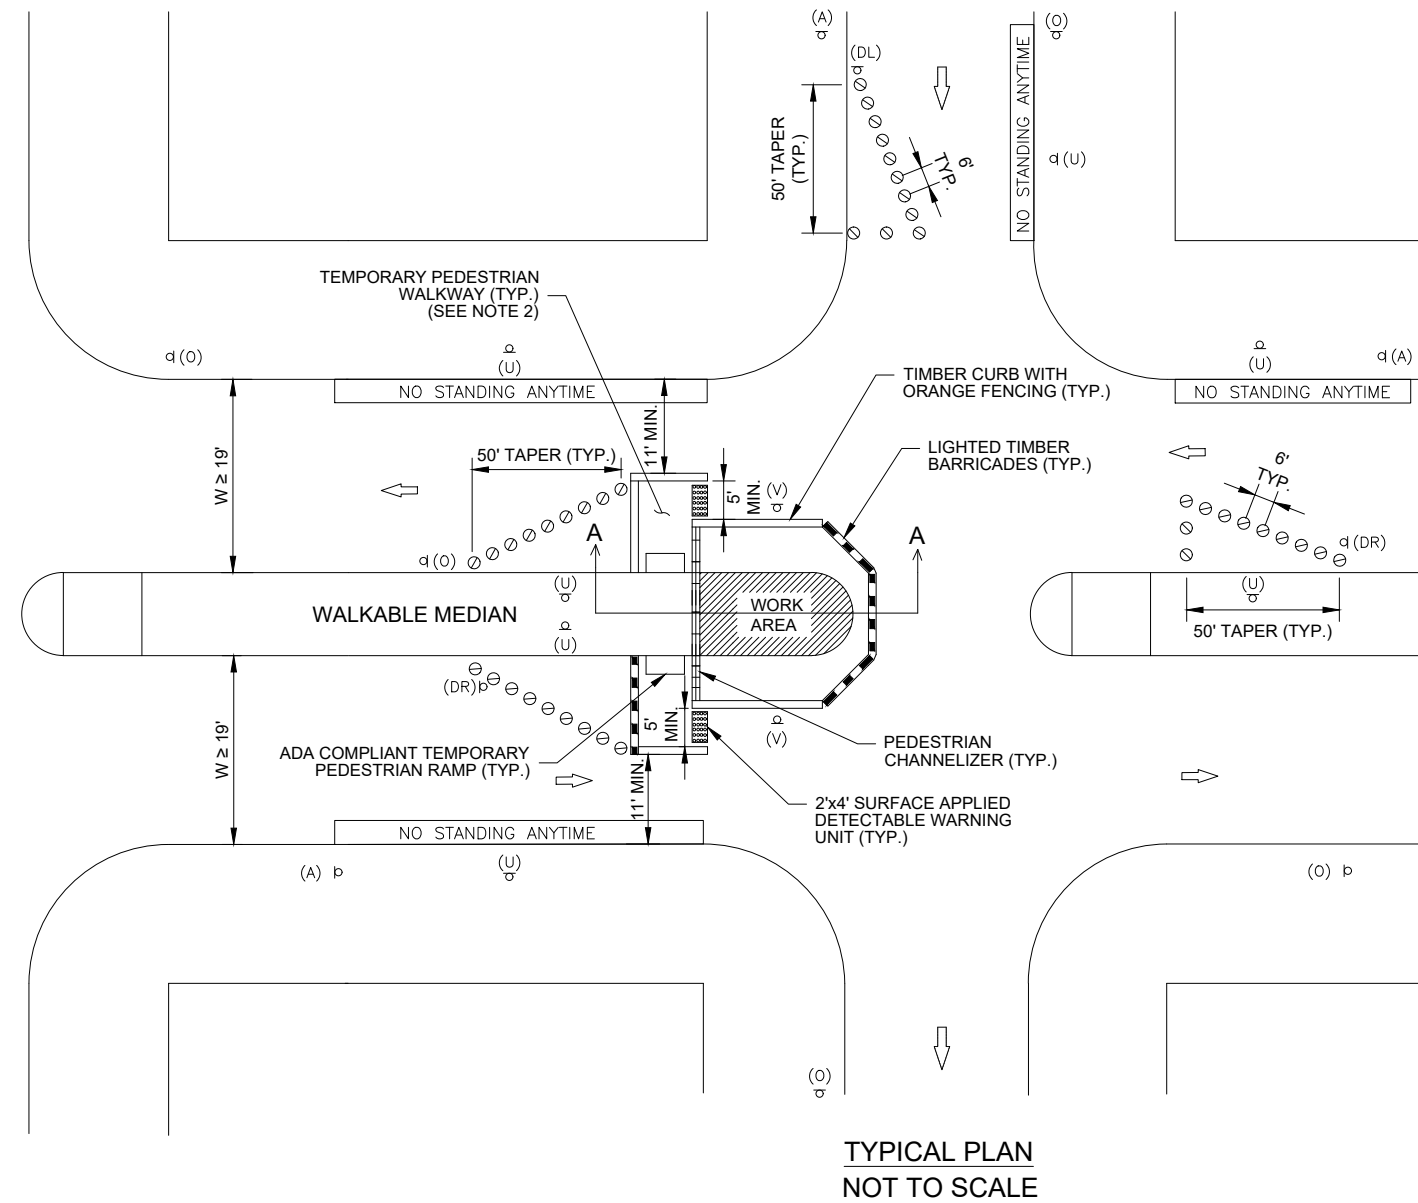 (A)
(O)
(DL)
NO STANDING ANYTIME
50' TAPER
(TYP.)
6'
TYP.
(U)
TEMPORARY PEDESTRIAN
WALKWAY (TYP.)
(SEE NOTE 2)
(O)
(U)
(U)
(A)
NO STANDING ANYTIME
11' MIN.
TIMBER CURB WITH
ORANGE FENCING (TYP.)
NO STANDING ANYTIME
W ≥ 19'
50' TAPER (TYP.)
5'
MIN.
(V)
LIGHTED TIMBER
BARRICADES (TYP.)
6'
TYP.
A
A
(O)
(DR)
(U)
(U)
WALKABLE MEDIAN
WORK
AREA
50' TAPER (TYP.)
(U)
(DR)
W ≥ 19'
5'
MIN.
(V)
ADA COMPLIANT TEMPORARY
PEDESTRIAN RAMP (TYP.)
PEDESTRIAN
CHANNELIZER (TYP.)
11' MIN.
2'x4' SURFACE APPLIED
DETECTABLE WARNING
UNIT (TYP.)
NO STANDING ANYTIME
(A)
(U)
(O)
(O)
TYPICAL PLAN
NOT TO SCALE